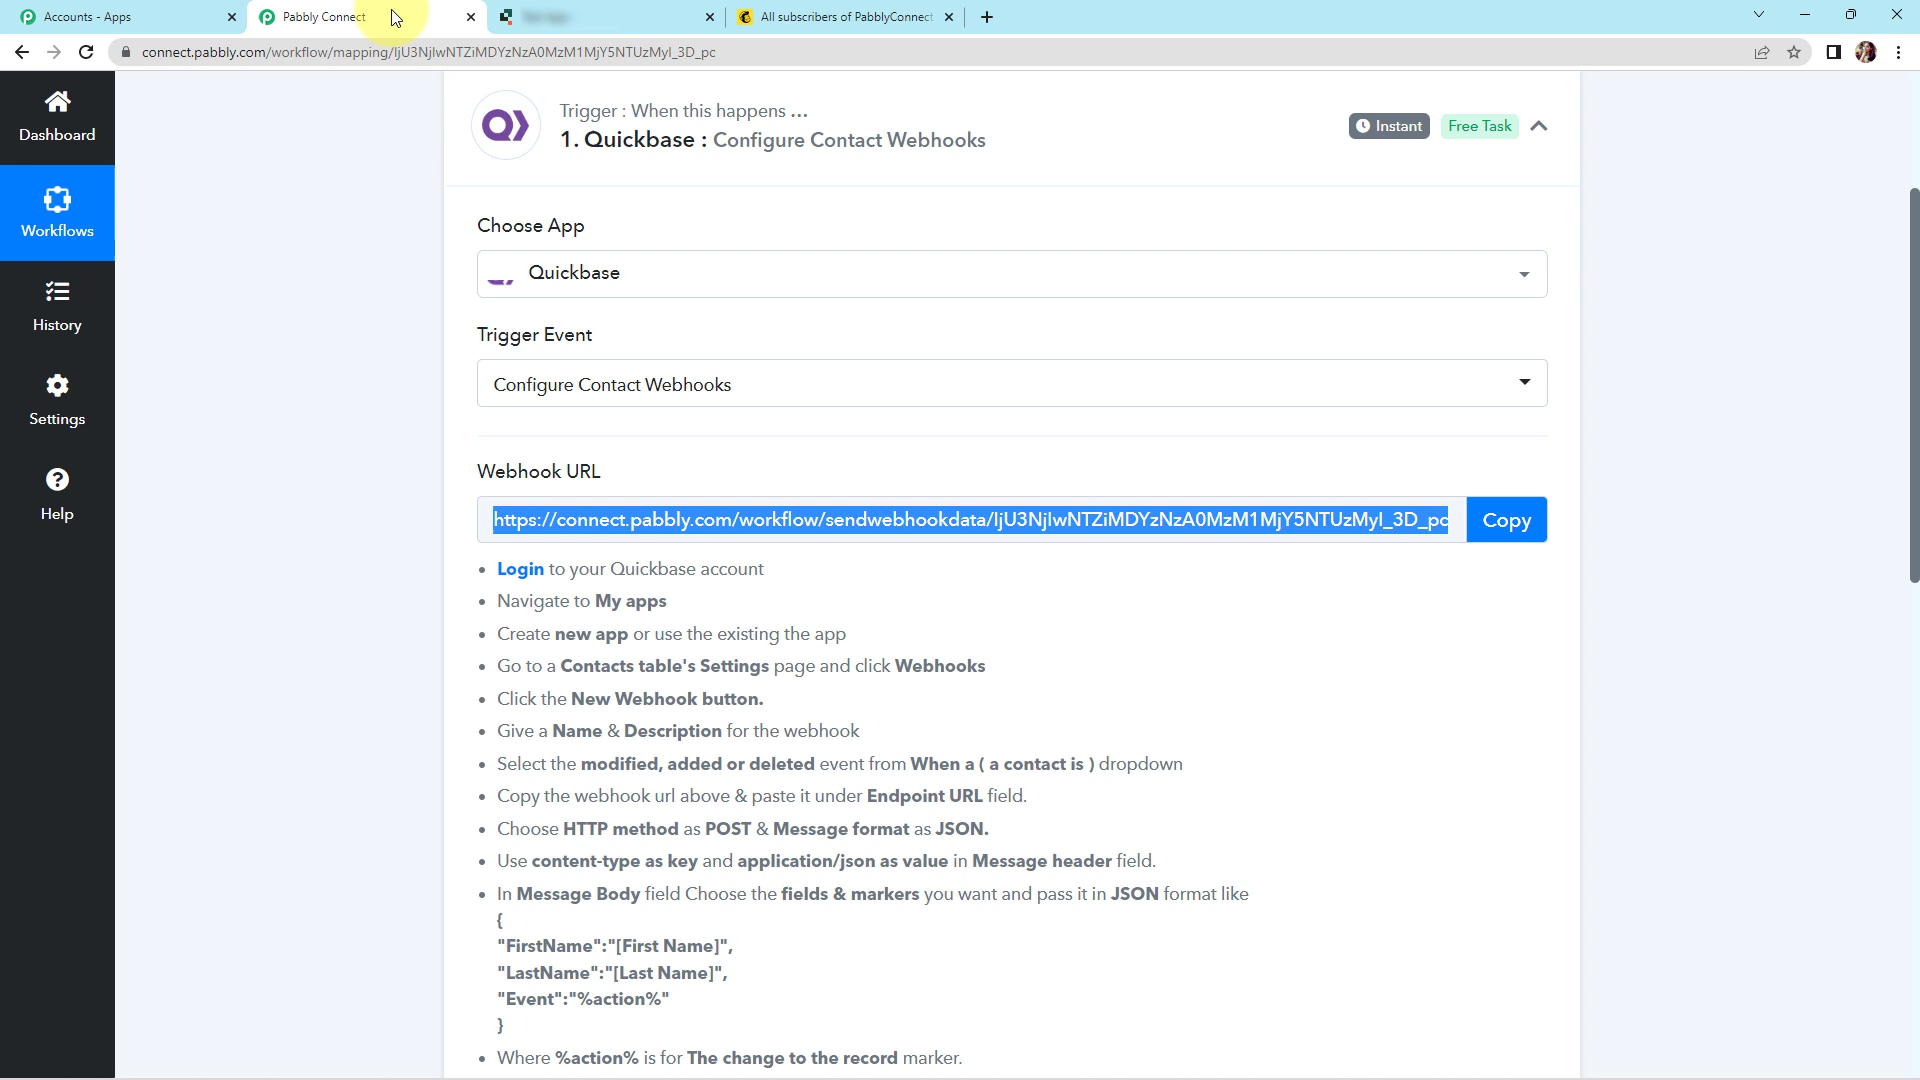 Accounts - Apps
Pabbly Connect
All subscribers of PabblyConnect
connect.pabbly.com/workflow/mapping/IjU3NjIwNTZiMDYzNzA0MzM1MjY5NTUzMyI_3D_pc
Dashboard
Workflows
History
Settings
Help
Trigger : When this happens ...
1. Quickbase : Configure Contact Webhooks
Instant
Free Task
Choose App
Quickbase
Trigger Event
Configure Contact Webhooks
Webhook URL
https://connect.pabbly.com/workflow/sendwebhookdata/IjU3NjIwNTZiMDYzNzA0MzM1MjY5NTUzMyI_3D_pc
Copy
Login to your Quickbase account
Navigate to My apps
Create new app or use the existing the app
Go to a Contacts table's Settings page and click Webhooks
Click the New Webhook button.
Give a Name & Description for the webhook
Select the modified, added or deleted event from When a ( a contact is ) dropdown
Copy the webhook url above & paste it under Endpoint URL field.
Choose HTTP method as POST & Message format as JSON.
Use content-type as key and application/json as value in Message header field.
In Message Body field Choose the fields & markers you want and pass it in JSON format like
{
"FirstName":"[First Name]",
"LastName":"[Last Name]",
"Event":"%action%"
}
Where %action% is for The change to the record marker.